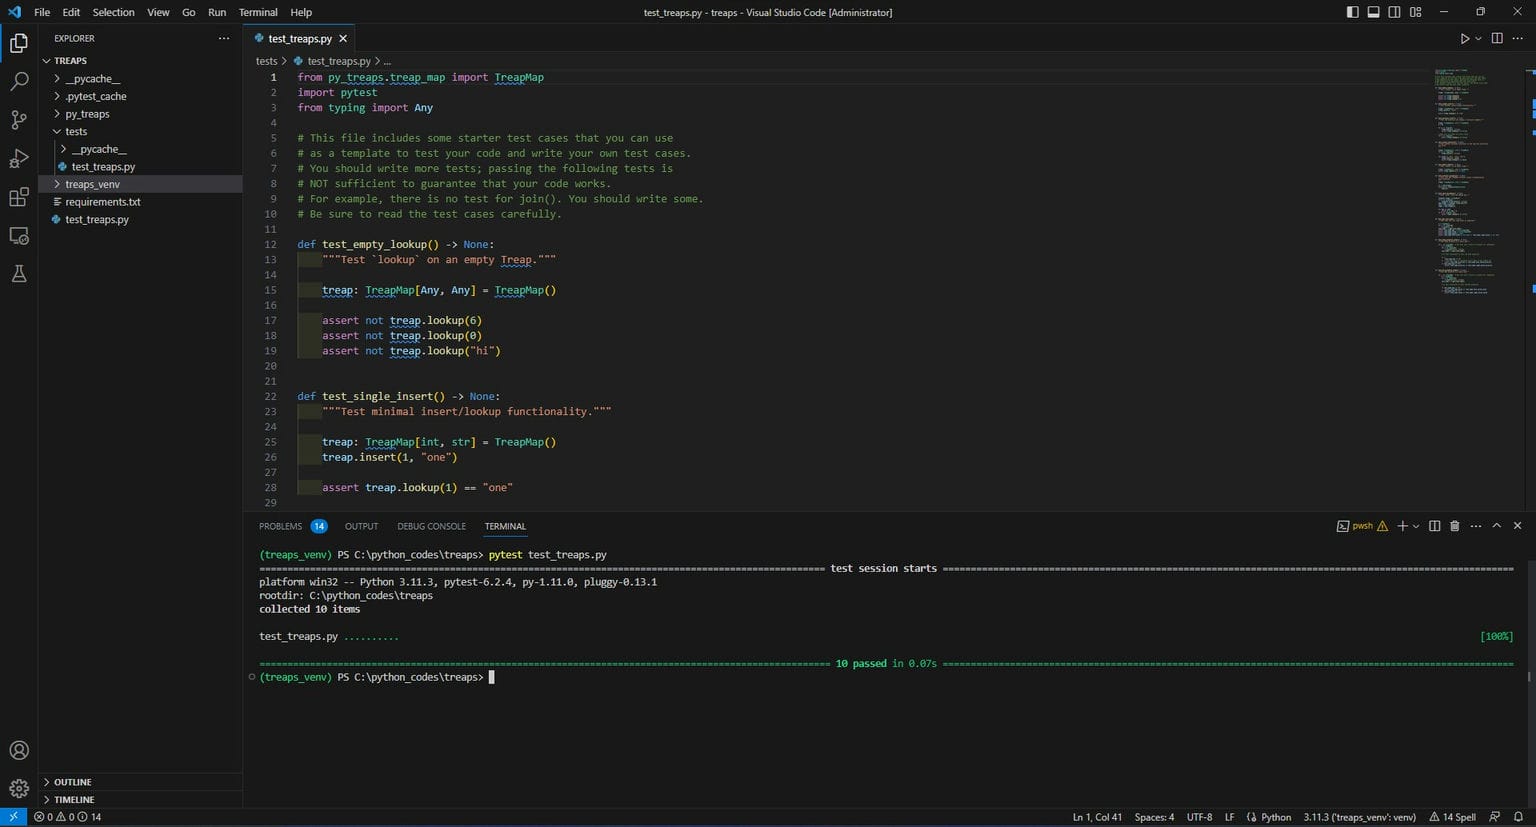 File Edit Selection View Go Run Terminal Help
test_treaps.py - treaps - Visual Studio Code [Administrator]
EXPLORER
TREAPS
__pycache__
.pytest_cache
py_treaps
tests
__pycache__
test_treaps.py
treaps_venv
requirements.txt
test_treaps.py
OUTLINE
TIMELINE
test_treaps.py
tests > test_treaps.py > ...
1 from py_treaps.treap_map import TreapMap
2 import pytest
3 from typing import Any
4
5 # This file includes some starter test cases that you can use
6 # as a template to test your code and write your own test cases.
7 # You should write more tests; passing the following tests is
8 # NOT sufficient to guarantee that your code works.
9 # For example, there is no test for join(). You should write some.
10 # Be sure to read the test cases carefully.
11
12 def test_empty_lookup() -> None:
13 """Test `lookup` on an empty Treap."""
14
15 treap: TreapMap[Any, Any] = TreapMap()
16
17 assert not treap.lookup(6)
18 assert not treap.lookup(0)
19 assert not treap.lookup("hi")
20
21
22 def test_single_insert() -> None:
23 """Test minimal insert/lookup functionality."""
24
25 treap: TreapMap[int, str] = TreapMap()
26 treap.insert(1, "one")
27
28 assert treap.lookup(1) == "one"
29
PROBLEMS 14 OUTPUT DEBUG CONSOLE TERMINAL
pwsh
(treaps_venv) PS C:\python_codes\treaps> pytest test_treaps.py
test session starts
platform win32 -- Python 3.11.3, pytest-6.2.4, py-1.11.0, pluggy-0.13.1
rootdir: C:\python_codes\treaps
collected 10 items
test_treaps.py .......... [100%]
10 passed in 0.07s
(treaps_venv) PS C:\python_codes\treaps>
0 0 14
Ln 1, Col 41 Spaces: 4 UTF-8 LF Python 3.11.3 ('treaps_venv': venv) 14 Spell